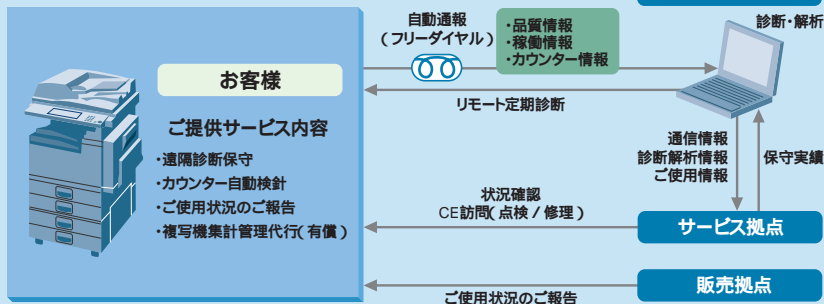 自動通報
（フリーダイヤル）
・品質情報
・稼働情報
・カウンター情報
診断・解析
お客様
リモート定期診断
ご提供サービス内容
・遠隔診断保守
・カウンター自動検針
・ご使用状況のご報告
・複写機集計管理代行（有償）
通信情報
診断解析情報
ご使用情報
保守実績
状況確認
CE訪問（点検／修理）
サービス拠点
販売拠点
ご使用状況のご報告